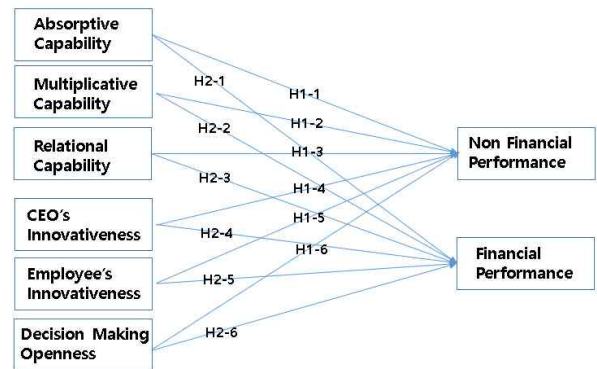 Absorptive
Capability
Multiplicative
Capability
Relational
Capability
CEO's
Innovativeness
Employee's
Innovativeness
Decision Making
Openness
H2-1
H2-2
H2-3
H2-4
H2-5
H2-6
H1-1
H1-2
H1-3
H1-4
H1-5
H1-6
Non Financial
Performance
Financial
Performance